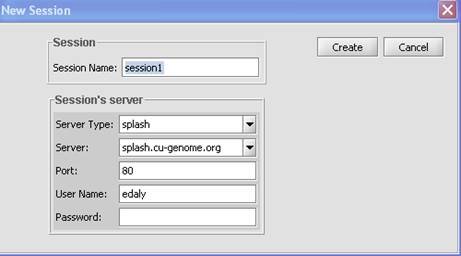 New Session
Session
Session Name: session1
Create
Cancel
Session's server
Server Type: splash
Server: splash.cu-genome.org
Port: 80
User Name: edaly
Password: